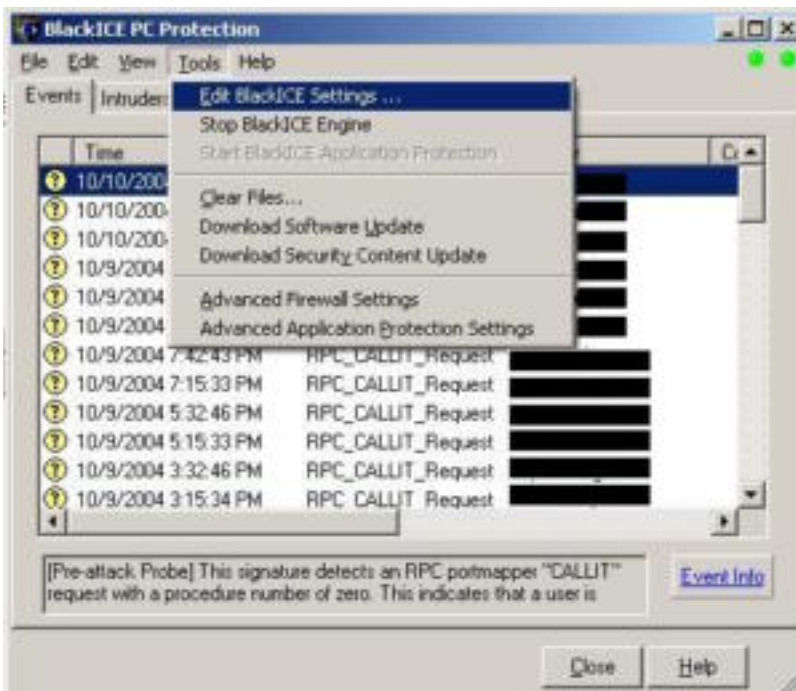 BlackICE PC Protection
File Edit View Tools Help
Events Intruders
Edit BlackICE Settings ...
Stop BlackICE Engine
Start BlackICE Application Protection
Clear Files...
Download Software Update
Download Security Content Update
Advanced Firewall Settings
Advanced Application Protection Settings
Time
10/10/200
10/10/200
10/10/200
10/9/2004
10/9/2004
10/9/2004
10/9/2004 7:42:43 PM RPC_CALLIT_Request
10/9/2004 7:15:33 PM RPC_CALLIT_Request
10/9/2004 5:32:46 PM RPC_CALLIT_Request
10/9/2004 5:15:33 PM RPC_CALLIT_Request
10/9/2004 3:32:46 PM RPC_CALLIT_Request
10/9/2004 3:15:34 PM RPC_CALLIT_Request
[Pre-attack Probe] This signature detects an RPC portmapper "CALLIT"
request with a procedure number of zero. This indicates that a user is
Event Info
Close Help